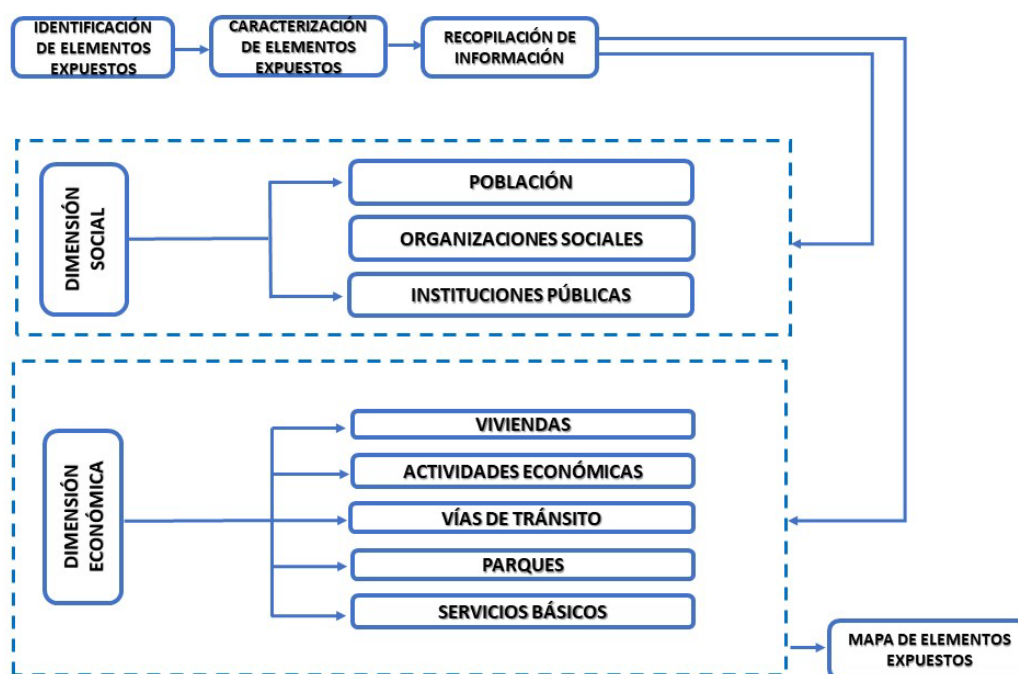 IDENTIFICACIÓN
DE ELEMENTOS
EXPUESTOS
CARACTERIZACIÓN
DE ELEMENTOS
EXPUESTOS
RECOPILACIÓN DE
INFORMACIÓN
DIMENSIÓN
SOCIAL
POBLACIÓN
ORGANIZACIONES SOCIALES
INSTITUCIONES PÚBLICAS
DIMENSIÓN
ECONÓMICA
VIVIENDAS
ACTIVIDADES ECONÓMICAS
VÍAS DE TRÁNSITO
PARQUES
SERVICIOS BÁSICOS
MAPA DE ELEMENTOS
EXPUESTOS